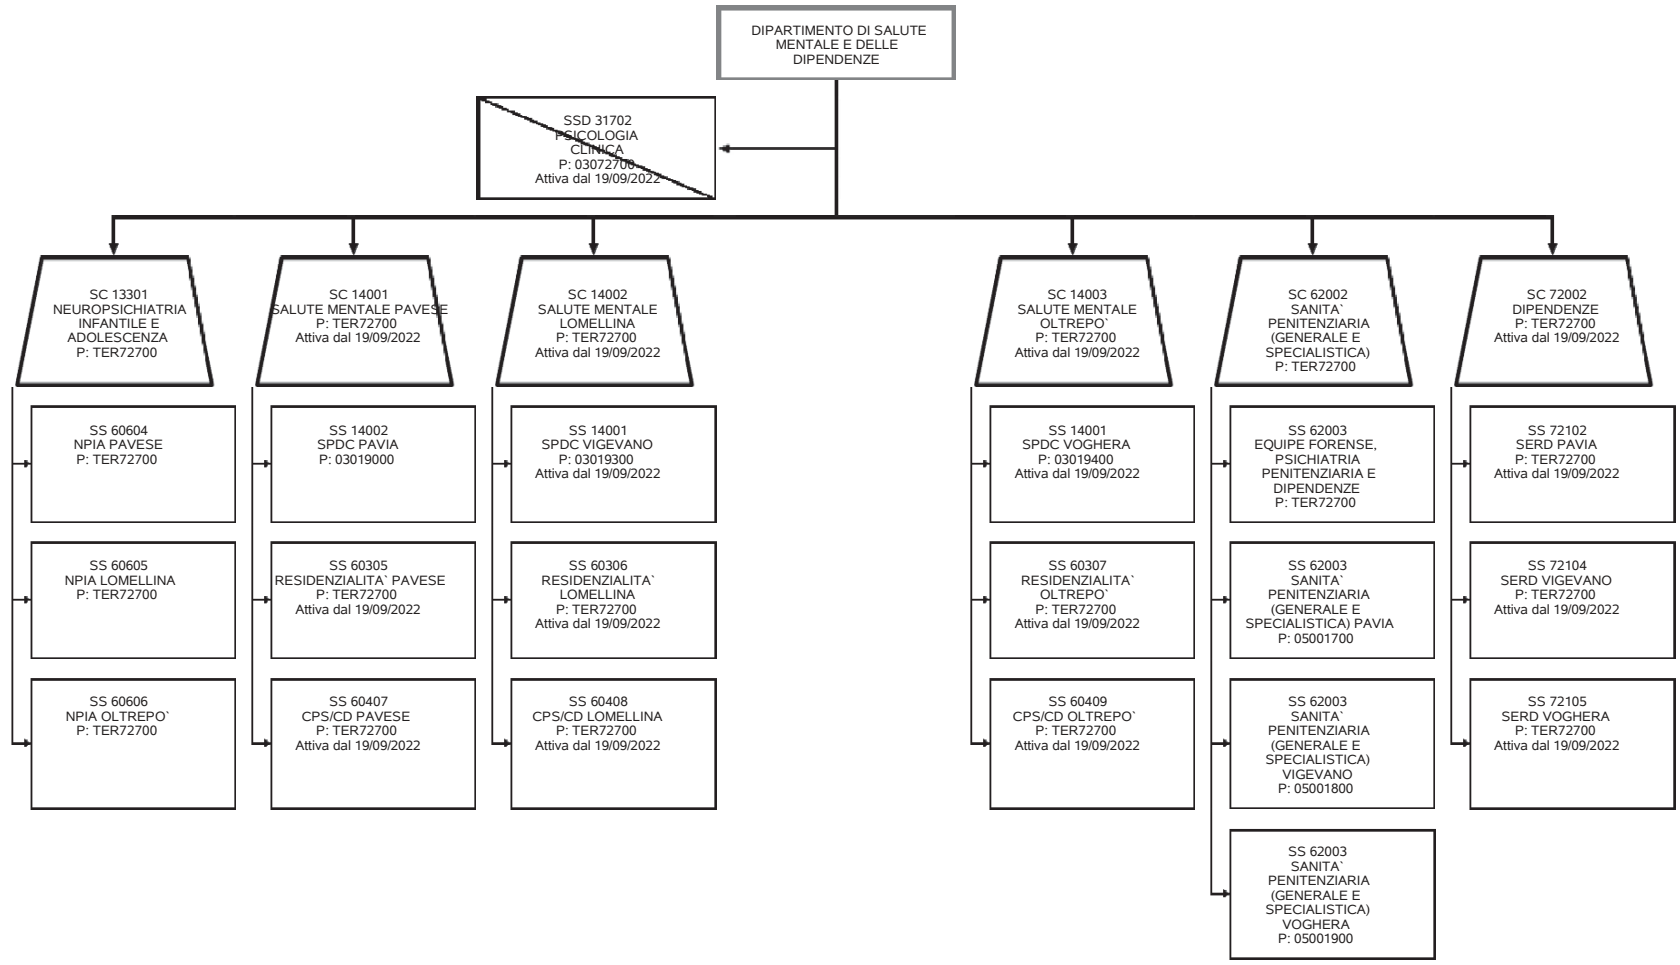 DIPARTIMENTO DI SALUTE
MENTALE E DELLE
DIPENDENZE
SSD 31702
PSICOLOGIA
CLINICA
P: 03072700
Attiva dal 19/09/2022
SC 13301
NEUROPSICHIATRIA
INFANTILE E
ADOLESCENZA
P: TER72700
SC 14001
SALUTE MENTALE PAVESE
P: TER72700
Attiva dal 19/09/2022
SC 14002
SALUTE MENTALE
LOMELLINA
P: TER72700
Attiva dal 19/09/2022
SC 14003
SALUTE MENTALE
OLTREPO`
P: TER72700
Attiva dal 19/09/2022
SC 62002
SANITA`
PENITENZIARIA
(GENERALE E
SPECIALISTICA)
P: TER72700
SC 72002
DIPENDENZE
P: TER72700
Attiva dal 19/09/2022
SS 60604
NPIA PAVESE
P: TER72700
SS 14002
SPDC PAVIA
P: 03019000
SS 14001
SPDC VIGEVANO
P: 03019300
Attiva dal 19/09/2022
SS 14001
SPDC VOGHERA
P: 03019400
Attiva dal 19/09/2022
SS 62003
EQUIPE FORENSE,
PSICHIATRIA
PENITENZIARIA E
DIPENDENZE
P: TER72700
SS 72102
SERD PAVIA
P: TER72700
Attiva dal 19/09/2022
SS 60605
NPIA LOMELLINA
P: TER72700
SS 60305
RESIDENZIALITA` PAVESE
P: TER72700
Attiva dal 19/09/2022
SS 60306
RESIDENZIALITA`
LOMELLINA
P: TER72700
Attiva dal 19/09/2022
SS 60307
RESIDENZIALITA`
OLTREPO`
P: TER72700
Attiva dal 19/09/2022
SS 62003
SANITA`
PENITENZIARIA
(GENERALE E
SPECIALISTICA) PAVIA
P: 05001700
SS 72104
SERD VIGEVANO
P: TER72700
Attiva dal 19/09/2022
SS 60606
NPIA OLTREPO`
P: TER72700
SS 60407
CPS/CD PAVESE
P: TER72700
Attiva dal 19/09/2022
SS 60408
CPS/CD LOMELLINA
P: TER72700
Attiva dal 19/09/2022
SS 60409
CPS/CD OLTREPO`
P: TER72700
Attiva dal 19/09/2022
SS 62003
SANITA`
PENITENZIARIA
(GENERALE E
SPECIALISTICA)
VIGEVANO
P: 05001800
SS 72105
SERD VOGHERA
P: TER72700
Attiva dal 19/09/2022
SS 62003
SANITA`
PENITENZIARIA
(GENERALE E
SPECIALISTICA)
VOGHERA
P: 05001900